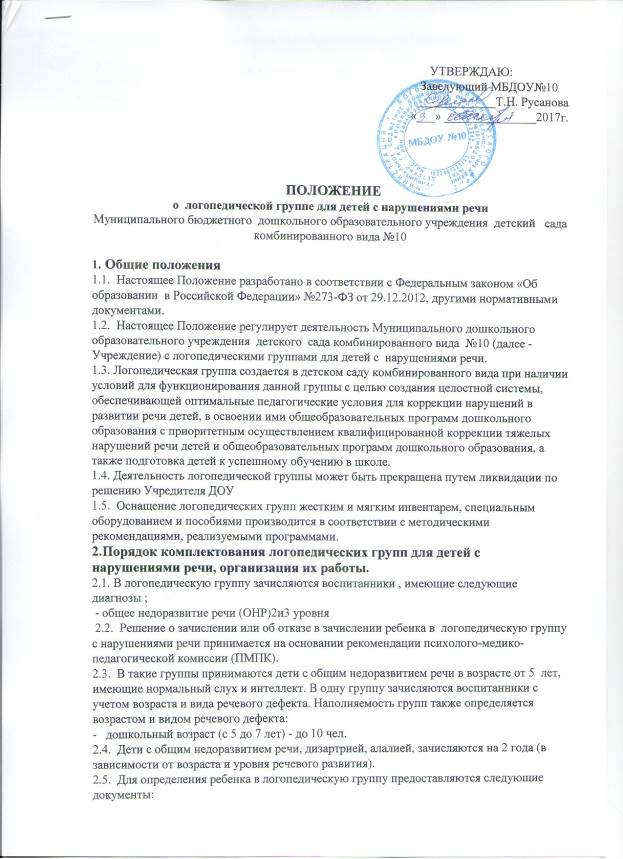 УТВЕРЖДАЮ:
Заведующий МБДОУ№10
Т.Н. Русанова
« » 2017г.
МБДОУ №10
ПОЛОЖЕНИЕ
о логопедической группе для детей с нарушениями речи
Муниципального бюджетного дошкольного образовательного учреждения детский сада
комбинированного вида №10
1. Общие положения
1.1. Настоящее Положение разработано в соответствии с Федеральным законом «Об
образовании в Российской Федерации» №273-ФЗ от 29.12.2012, другими нормативными
документами.
1.2. Настоящее Положение регулирует деятельность Муниципального дошкольного
образовательного учреждения детского сада комбинированного вида №10 (далее -
Учреждение) с логопедическими группами для детей с нарушениями речи.
1.3. Логопедическая группа создается в детском саду комбинированного вида при наличии
условий для функционирования данной группы с целью создания целостной системы,
обеспечивающей оптимальные педагогические условия для коррекции нарушений в
развитии речи детей, в освоении ими общеобразовательных программ дошкольного
образования с приоритетным осуществлением квалифицированной коррекции тяжелых
нарушений речи детей и общеобразовательных программ дошкольного образования, а
также подготовка детей к успешному обучению в школе.
1.4. Деятельность логопедической группы может быть прекращена путем ликвидации по
решению Учредителя ДОУ
1.5. Оснащение логопедических групп жестким и мягким инвентарем, специальным
оборудованием и пособиями производится в соответствии с методическими
рекомендациями, реализуемыми программами.
2.Порядок комплектования логопедических групп для детей с
нарушениями речи, организация их работы.
2.1. В логопедическую группу зачисляются воспитанники , имеющие следующие
диагнозы ;
- общее недоразвитие речи (ОНР)2и3 уровня
2.2. Решение о зачислении или об отказе в зачислении ребенка в логопедическую группу
с нарушениями речи принимается на основании рекомендации психолого-медико-
педагогической комиссии (ПМПК).
2.3. В такие группы принимаются дети с общим недоразвитием речи в возрасте от 5 лет,
имеющие нормальный слух и интеллект. В одну группу зачисляются воспитанники с
учетом возраста и вида речевого дефекта. Наполняемость групп также определяется
возрастом и видом речевого дефекта:
- дошкольный возраст (с 5 до 7 лет) - до 10 чел.
2.4. Дети с общим недоразвитием речи, дизартрией, алалией, зачисляются на 2 года (в
зависимости от возраста и уровня речевого развития).
2.5. Для определения ребенка в логопедическую группу предоставляются следующие
документы: